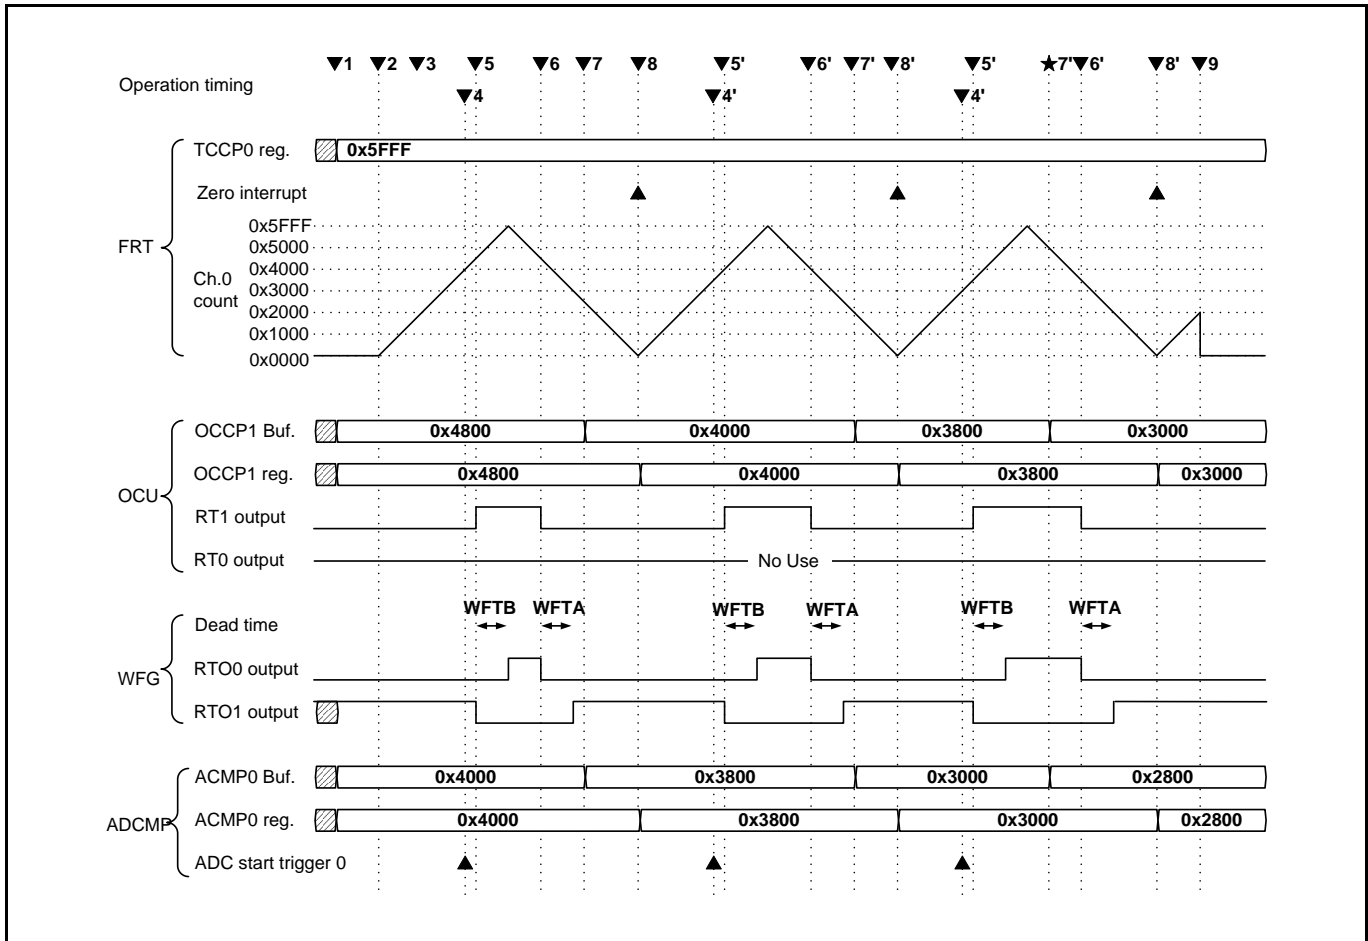 ▼1 ▼2 ▼3 ▼5 ▼6 ▼7 ▼8 ▼5' ▼6' ▼7' ▼8' ▼5' ★7' ▼6' ▼8' ▼9
Operation timing
▼4 ▼4' ▼4'
TCCP0 reg. 0x5FFF
Zero interrupt
0x5FFF
FRT
0x5000
0x4000
Ch.0
count
0x3000
0x2000
0x1000
0x0000
OCCP1 Buf. 0x4800 0x4000 0x3800 0x3000
OCCP1 reg. 0x4800 0x4000 0x3800 0x3000
OCU
RT1 output
RT0 output No Use
WFTB WFTA WFTB WFTA WFTB WFTA
Dead time
RTO0 output
WFG
RTO1 output
ACMP0 Buf. 0x4000 0x3800 0x3000 0x2800
ADCMP
ACMP0 reg. 0x4000 0x3800 0x3000 0x2800
ADC start trigger 0